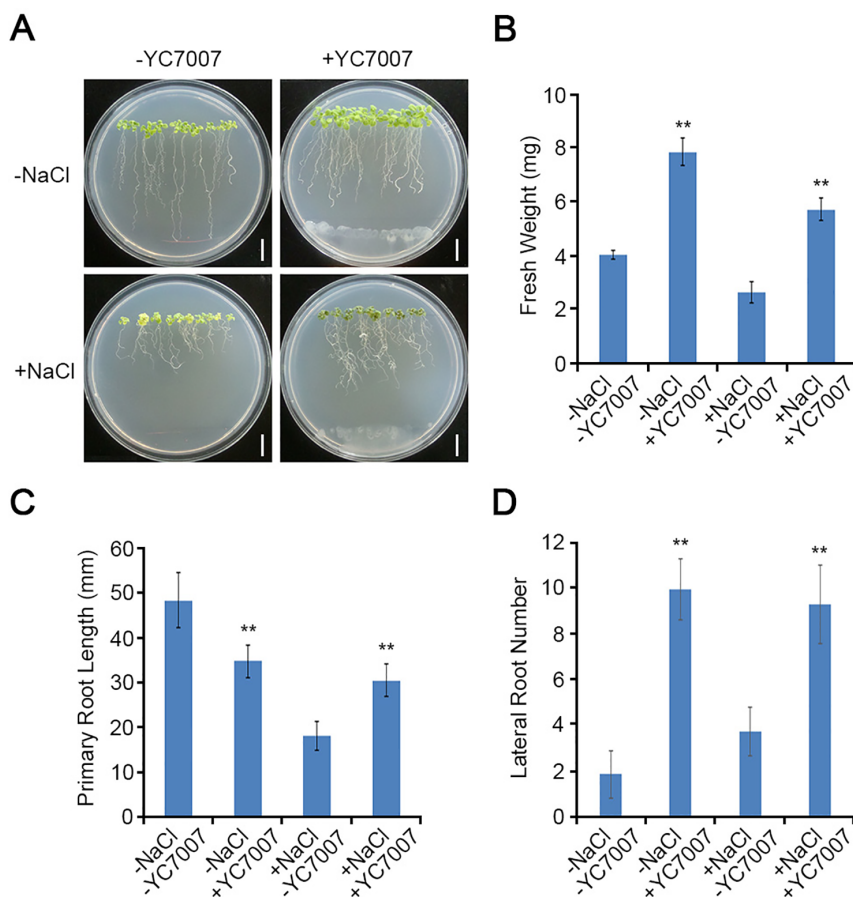 A
-YC7007 +YC7007
-NaCl
+NaCl
B
Fresh Weight (mg)
10
8
6
4
2
0
**
**
-NaCl
-YC7007
-NaCl
+YC7007
+NaCl
-YC7007
+NaCl
+YC7007
C
Primary Root Length (mm)
60
50
40
30
20
10
0
**
**
-NaCl
-YC7007
-NaCl
+YC7007
+NaCl
-YC7007
+NaCl
+YC7007
D
Lateral Root Number
12
10
8
6
4
2
0
**
**
-NaCl
-YC7007
-NaCl
+YC7007
+NaCl
-YC7007
+NaCl
+YC7007